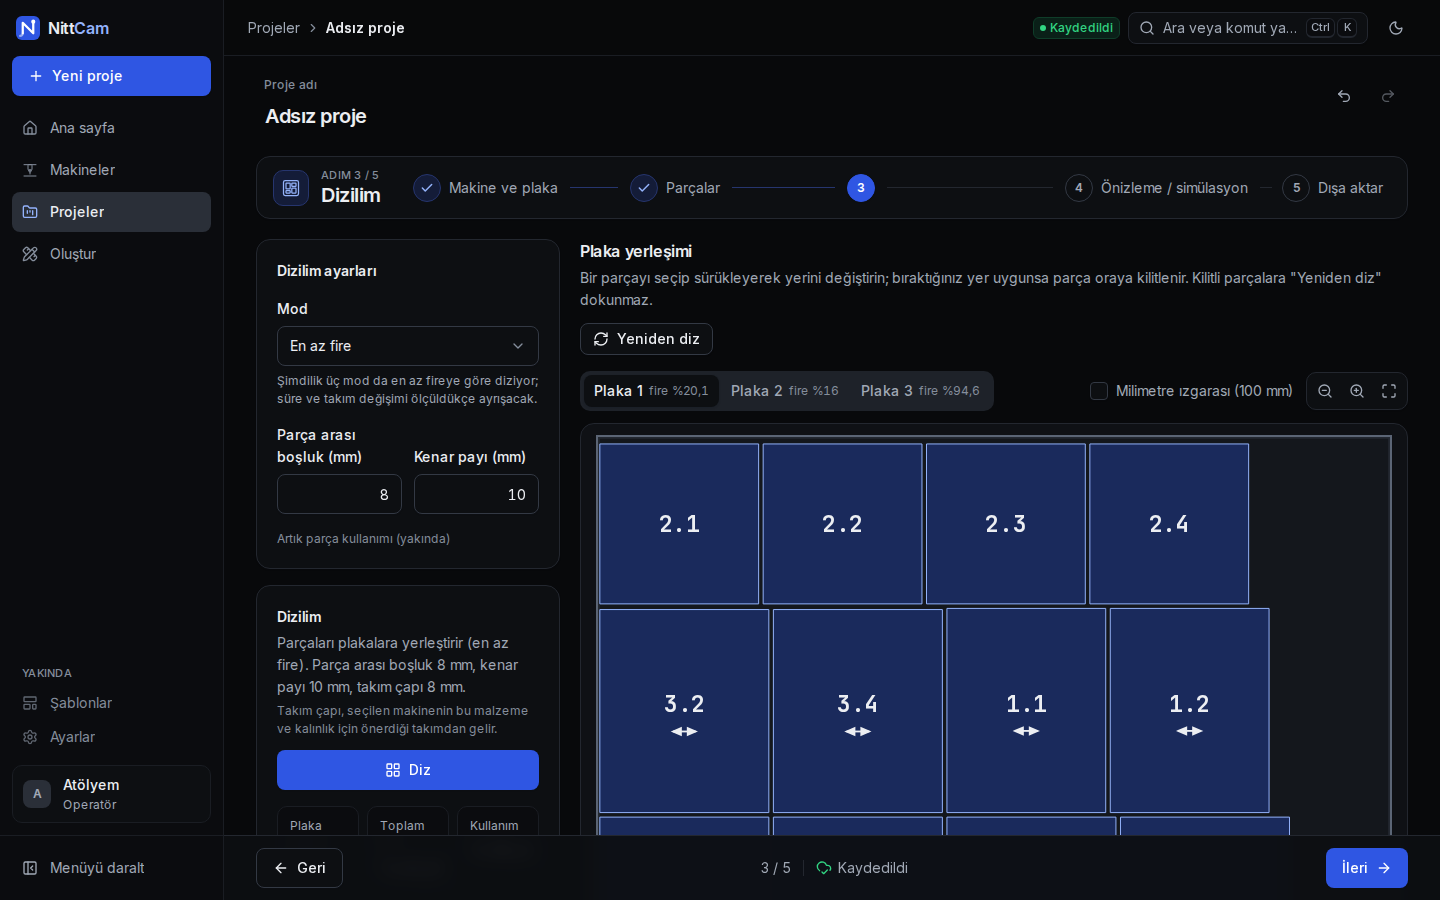 NittCam
Yeni proje
Ana sayfa
Makineler
Projeler
Oluştur
YAKINDA
Şablonlar
Ayarlar
A
Atölyem
Operatör
Menüyü daralt
Projeler
Adsız proje
Kaydedildi
Ara veya komut ya...
Ctrl
K
Proje adı
Adsız proje
ADIM 3 / 5
Dizilim
Makine ve plaka
Parçalar
3
4
Önizleme / simülasyon
5
Dışa aktar
Dizilim ayarları
Mod
En az fire
Şimdilik üç mod da en az fireye göre diziyor;
süre ve takım değişimi ölçüldükçe ayrışacak.
Parça arası
boşluk (mm)
Kenar payı (mm)
8
10
Artık parça kullanımı (yakında)
Dizilim
Parçaları plakalara yerleştirir (en az
fire). Parça arası boşluk 8 mm, kenar
payı 10 mm, takım çapı 8 mm.
Takım çapı, seçilen makinenin bu malzeme
ve kalınlık için önerdiği takımdan gelir.
Diz
Plaka
Toplam
Kullanım
Plaka yerleşimi
Bir parçayı seçip sürükleyerek yerini değiştirin; bıraktığınız yer uygunsa parça oraya kilitlenir. Kilitli parçalara "Yeniden diz"
dokunmaz.
Yeniden diz
Plaka 1 fire %20,1
Plaka 2 fire %16
Plaka 3 fire %94,6
Milimetre ızgarası (100 mm)
2.1
2.2
2.3
2.4
3.2
3.4
1.1
1.2
Geri
3 / 5
Kaydedildi
İleri